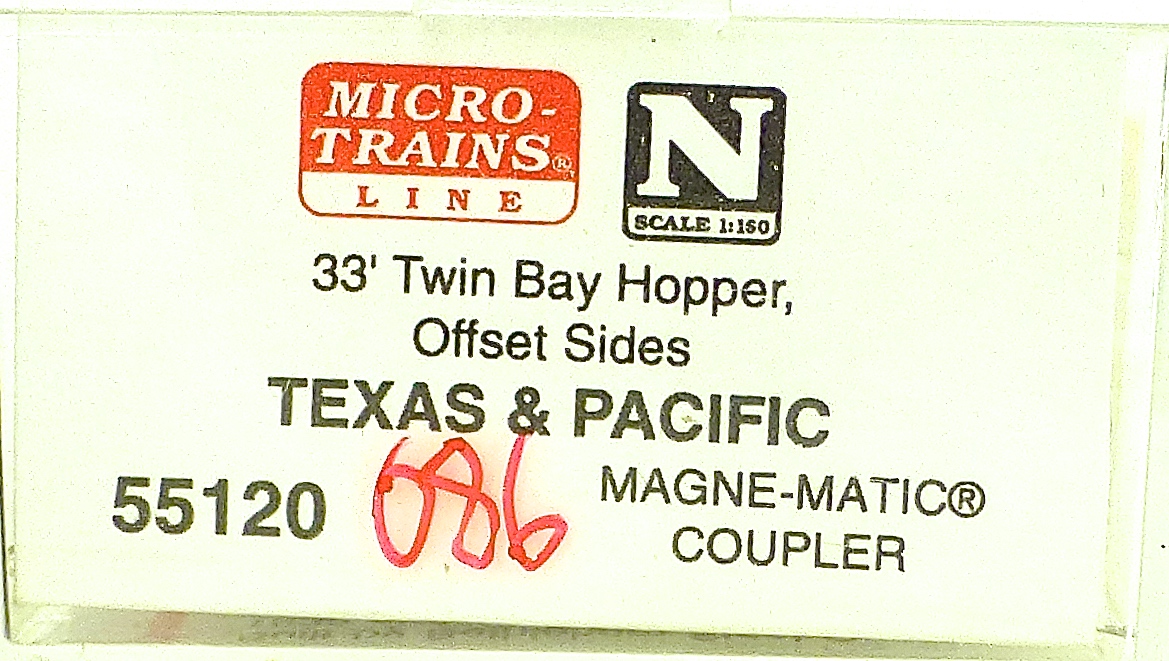 MICRO-
TRAINS®
LINE
N
SCALE 1:160
33' Twin Bay Hopper,
Offset Sides
TEXAS & PACIFIC
55120 686 MAGNE-MATIC®
COUPLER